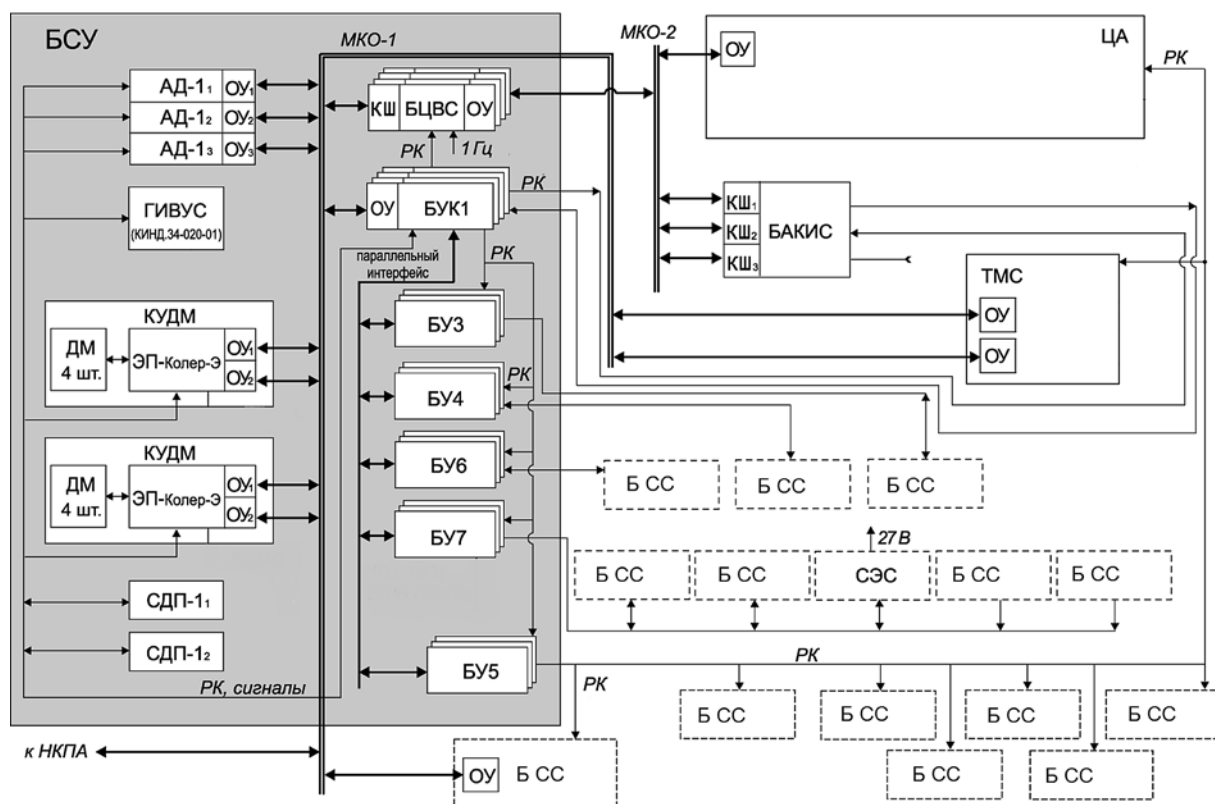 БСУ
МКО-1
МКО-2
ЦА
ОУ
РК
АД-1₁ ОУ₁
АД-1₂ ОУ₂
АД-1₃ ОУ₃
КШ БЦВС ОУ
РК
1 Гц
ГИВУС
(КИНД.34-020-01)
ОУ БУК1
РК
РК
параллельный
интерфейс
КШ₁
КШ₂
КШ₃
БАКИС
ТМС
ОУ
ОУ
КУДМ
ДМ
4 шт.
ЭП-Колер-Э
ОУ₁
ОУ₂
БУ3
РК
БУ4
КУДМ
ДМ
4 шт.
ЭП-Колер-Э
ОУ₁
ОУ₂
БУ6
Б СС
Б СС
Б СС
БУ7
27 В
Б СС
Б СС
СЭС
Б СС
Б СС
СДП-1₁
СДП-1₂
БУ5
РК
РК, сигналы
РК
Б СС
Б СС
Б СС
Б СС
Б СС
Б СС
к НКПА
ОУ Б СС